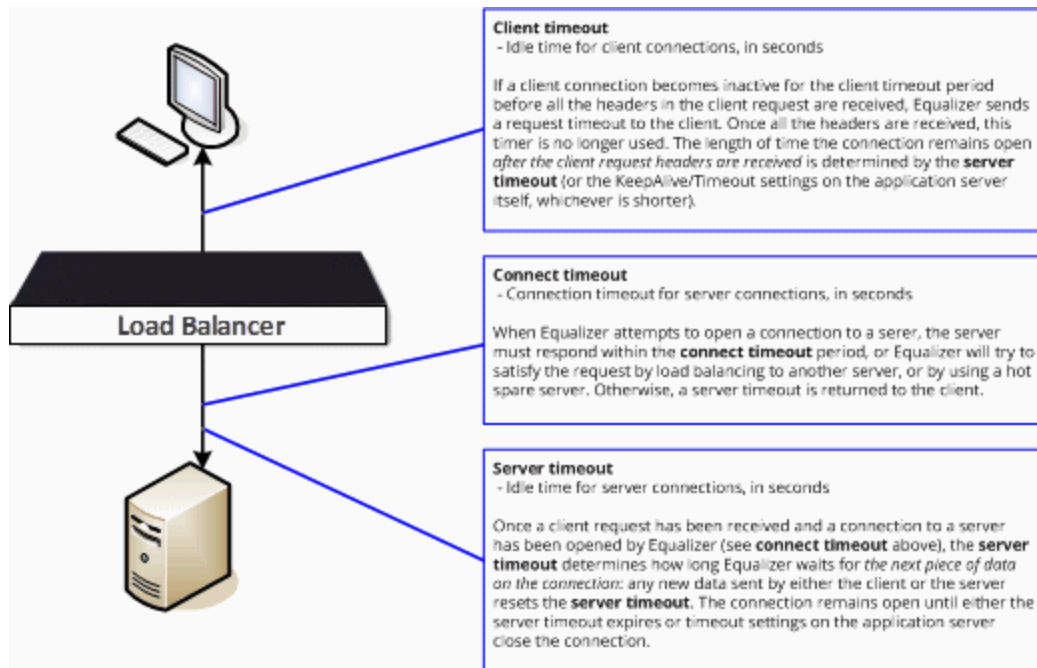 Client timeout
- Idle time for client connections, in seconds
If a client connection becomes inactive for the client timeout period
before all the headers in the client request are received, Equalizer sends
a request timeout to the client. Once all the headers are received, this
timer is no longer used. The length of time the connection remains open
after the client request headers are received is determined by the server
timeout (or the KeepAlive/Timeout settings on the application server
itself, whichever is shorter).
Load Balancer
Connect timeout
- Connection timeout for server connections, in seconds
When Equalizer attempts to open a connection to a serer, the server
must respond within the connect timeout period, or Equalizer will try to
satisfy the request by load balancing to another server, or by using a hot
spare server. Otherwise, a server timeout is returned to the client.
Server timeout
- Idle time for server connections, in seconds
Once a client request has been received and a connection to a server
has been opened by Equalizer (see connect timeout above), the server
timeout determines how long Equalizer waits for the next piece of data
on the connection: any new data sent by either the client or the server
resets the server timeout. The connection remains open until either the
server timeout expires or timeout settings on the application server
close the connection.